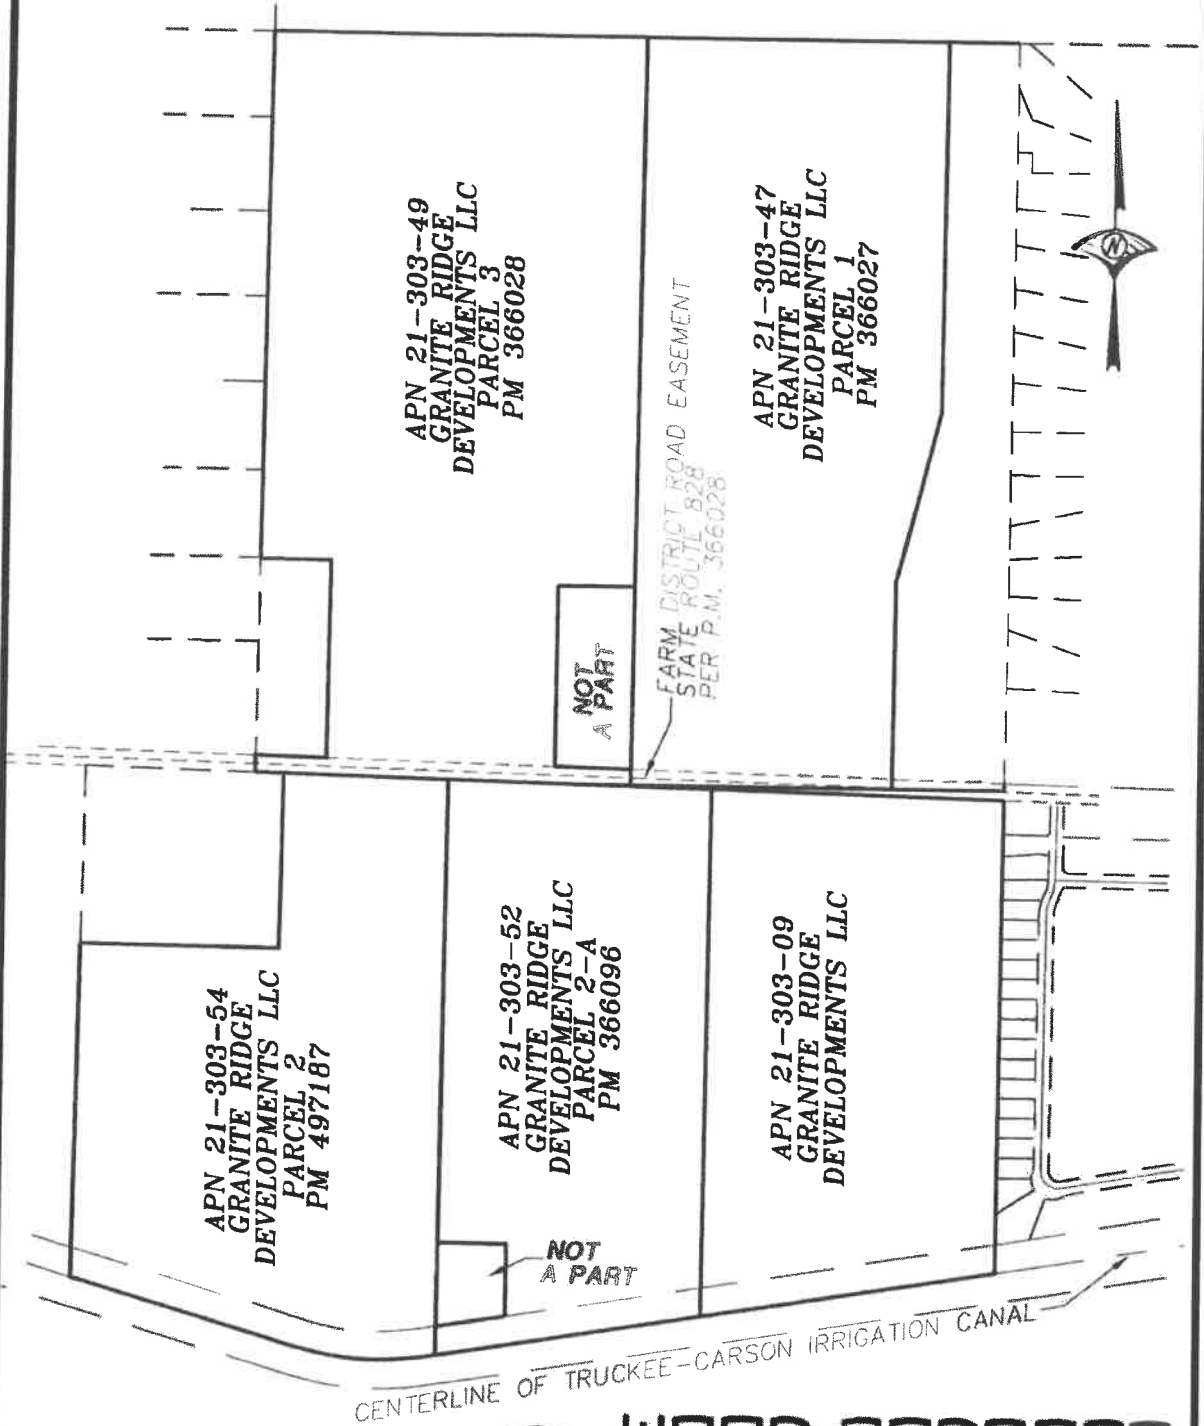 APN 21-303-49
GRANITE RIDGE
DEVELOPMENTS LLC
PARCEL 3
PM 366028
APN 21-303-47
GRANITE RIDGE
DEVELOPMENTS LLC
PARCEL 1
PM 366027
N
FARM DISTRICT ROAD EASEMENT
STATE ROUTE 828
PER P.M. 366028
NOT
A PART
APN 21-303-54
GRANITE RIDGE
DEVELOPMENTS LLC
PARCEL 2
PM 497187
APN 21-303-52
GRANITE RIDGE
DEVELOPMENTS LLC
PARCEL 2-A
PM 366096
APN 21-303-09
GRANITE RIDGE
DEVELOPMENTS LLC
NOT
A PART
CENTERLINE OF TRUCKEE-CARSON IRRIGATION CANAL